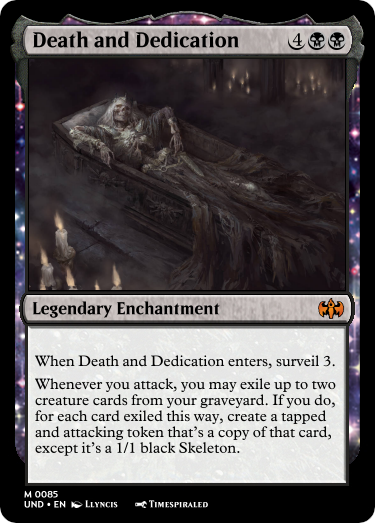 Death and Dedication 4
Legendary Enchantment
When Death and Dedication enters, surveil 3.
Whenever you attack, you may exile up to two
creature cards from your graveyard. If you do,
for each card exiled this way, create a tapped
and attacking token that's a copy of that card,
except it's a 1/1 black Skeleton.
M 0085
UND • EN Llyncis Timespiraled